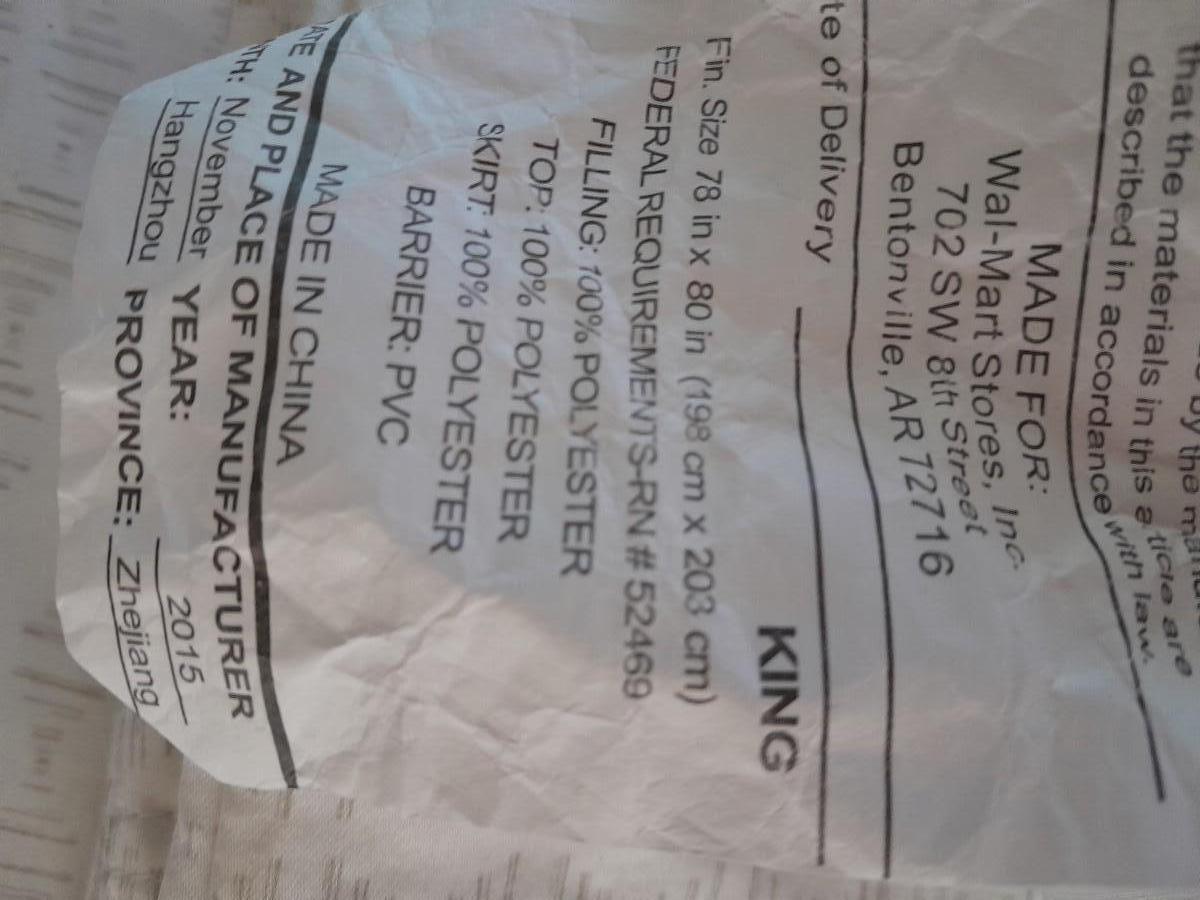 by the
that the materials in this article are
described in accordance with law.
MADE FOR:
Wal-Mart Stores, Inc.
702 SW 8th Street
Bentonville, AR 72716
te of Delivery
KING
Fin. Size 78 in x 80 in (198 cm x 203 cm)
FEDERAL REQUIREMENTS-RN # 52469
FILLING: 100% POLYESTER
TOP: 100% POLYESTER
SKIRT: 100% POLYESTER
BARRIER: PVC
MADE IN CHINA
ATE AND PLACE OF MANUFACTURER
TH: November YEAR: 2015
Hangzhou PROVINCE: Zhejiang